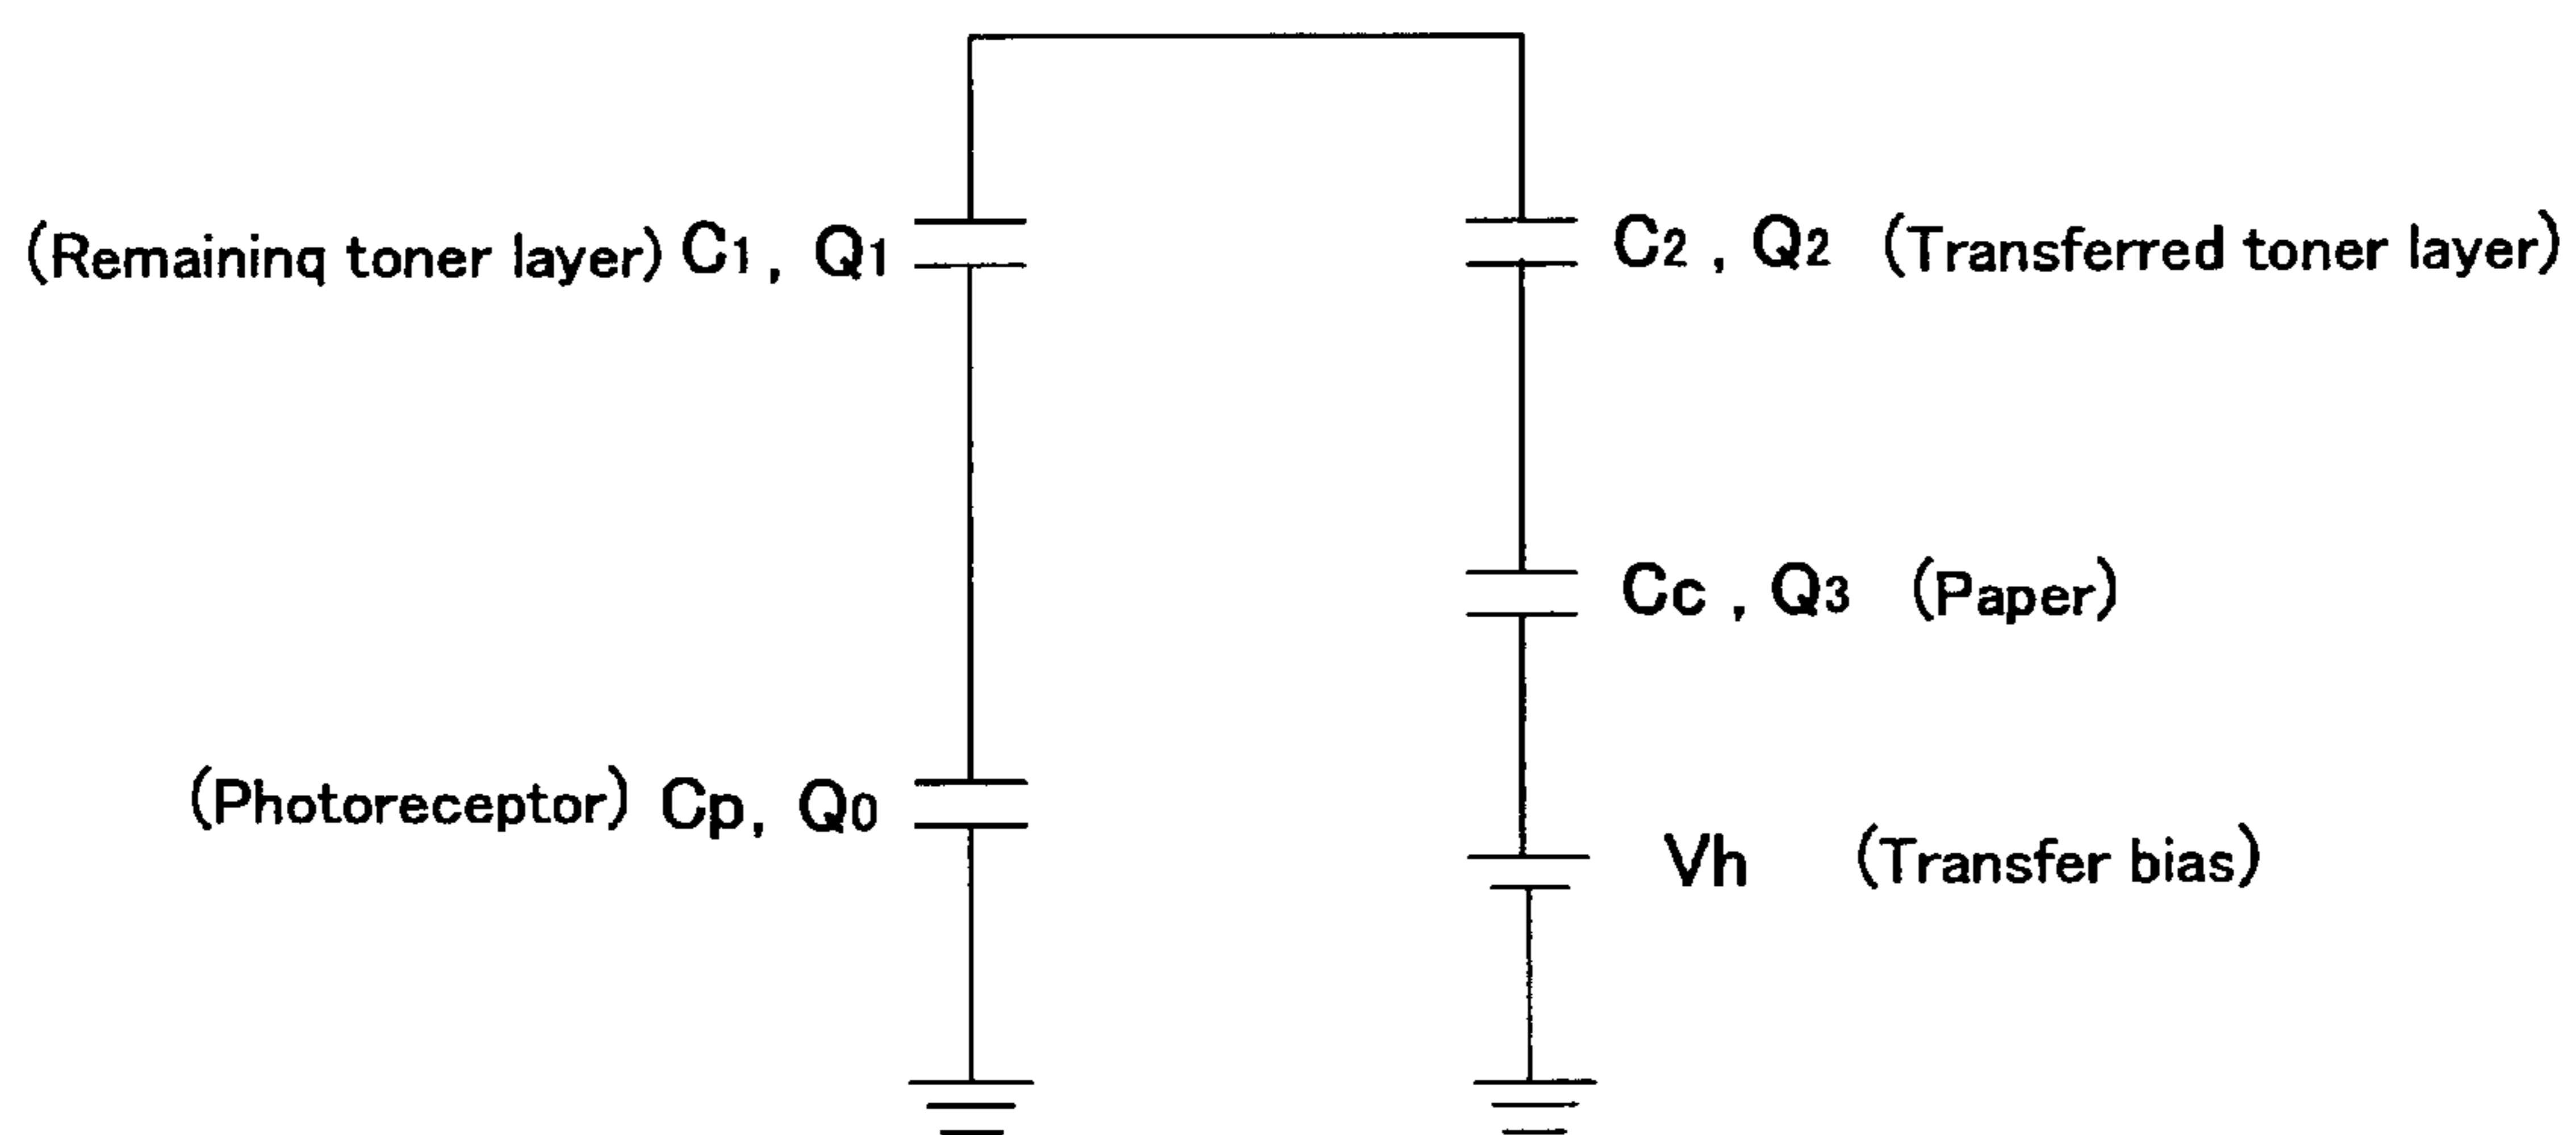 (Remaininq toner layer) C1, Q1
C2, Q2 (Transferred toner layer)
Cc, Q3 (Paper)
(Photoreceptor) Cp, Q0
Vh (Transfer bias)